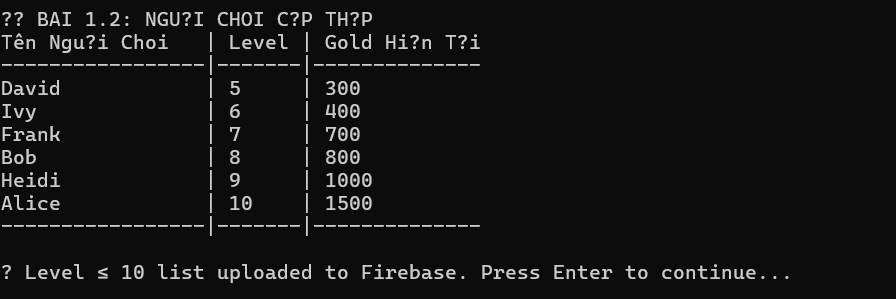 ?? BAI 1.2: NGU?I CHOI C?P TH?P
Tên Ngu?i Choi   | Level | Gold Hi?n T?i
-----------------|-------|--------------
David            | 5     | 300
Ivy              | 6     | 400
Frank            | 7     | 700
Bob              | 8     | 800
Heidi            | 9     | 1000
Alice            | 10    | 1500
-----------------|-------|--------------
? Level ≤ 10 list uploaded to Firebase. Press Enter to continue...